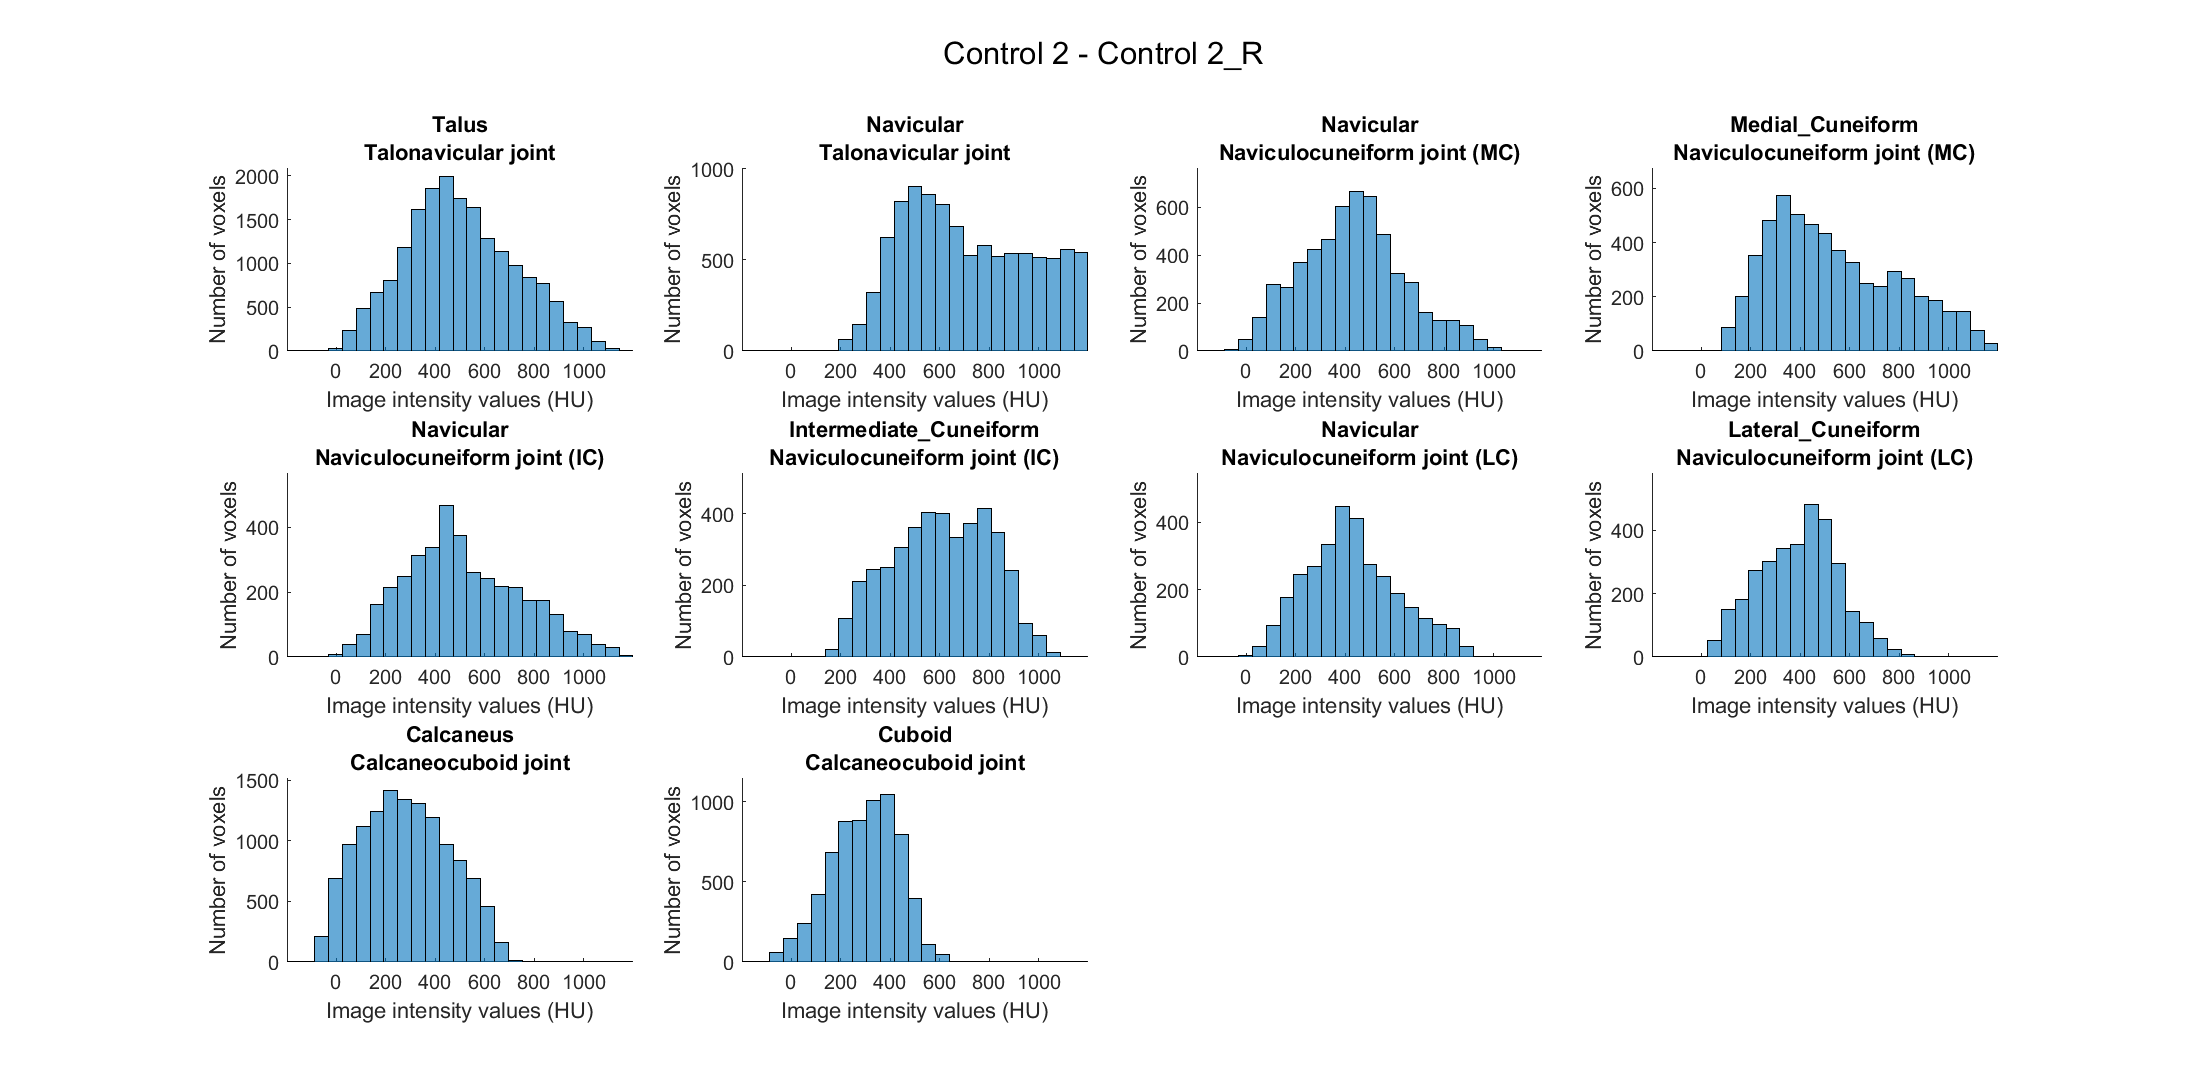 Control 2 - Control 2_R
Talus
Talonavicular joint
Number of voxels
2000
1500
1000
500
0
0 200 400 600 800 1000
Image intensity values (HU)
Navicular
Talonavicular joint
Number of voxels
1000
500
0
0 200 400 600 800 1000
Image intensity values (HU)
Navicular
Naviculocuneiform joint (MC)
Number of voxels
600
400
200
0
0 200 400 600 800 1000
Image intensity values (HU)
Medial_Cuneiform
Naviculocuneiform joint (MC)
Number of voxels
600
400
200
0
0 200 400 600 800 1000
Image intensity values (HU)
Navicular
Naviculocuneiform joint (IC)
Number of voxels
400
200
0
0 200 400 600 800 1000
Image intensity values (HU)
Intermediate_Cuneiform
Naviculocuneiform joint (IC)
Number of voxels
400
200
0
0 200 400 600 800 1000
Image intensity values (HU)
Navicular
Naviculocuneiform joint (LC)
Number of voxels
400
200
0
0 200 400 600 800 1000
Image intensity values (HU)
Lateral_Cuneiform
Naviculocuneiform joint (LC)
Number of voxels
400
200
0
0 200 400 600 800 1000
Image intensity values (HU)
Calcaneus
Calcaneocuboid joint
Number of voxels
1500
1000
500
0
0 200 400 600 800 1000
Image intensity values (HU)
Cuboid
Calcaneocuboid joint
Number of voxels
1000
500
0
0 200 400 600 800 1000
Image intensity values (HU)